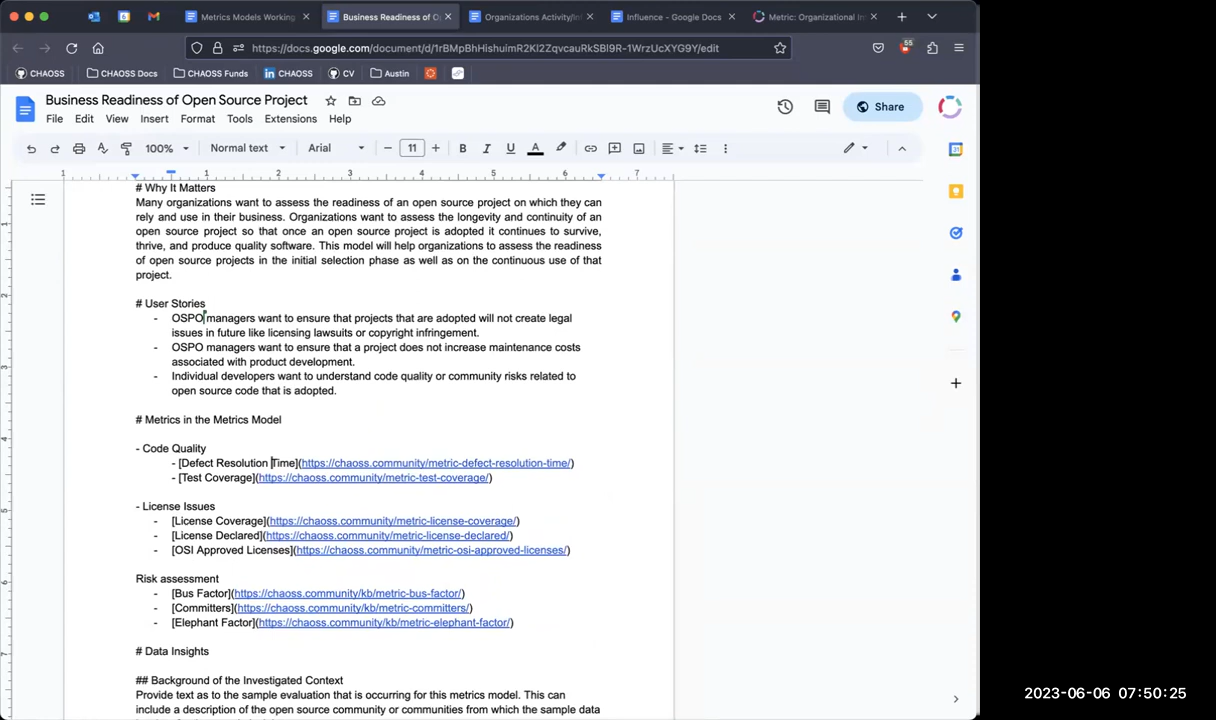 Metrics Models Working
Business Readiness of O
Organizations Activity/In
Influence - Google Docs
Metric: Organizational In
https://docs.google.com/document/d/1rBMpBhHishuimR2Kl2ZqvcauRkSBl9R-1WrzUcXYG9Y/edit
55
CHAOSS
CHAOSS Docs
CHAOSS Funds
CHAOSS
CV
Austin
Business Readiness of Open Source Project
File Edit View Insert Format Tools Extensions Help
Share
100% Normal text Arial 11
1 1 2 3 4 5 6 7
# Why It Matters
Many organizations want to assess the readiness of an open source project on which they can
rely and use in their business. Organizations want to assess the longevity and continuity of an
open source project so that once an open source project is adopted it continues to survive,
thrive, and produce quality software. This model will help organizations to assess the readiness
of open source projects in the initial selection phase as well as on the continuous use of that
project.
# User Stories
- OSPO managers want to ensure that projects that are adopted will not create legal
issues in future like licensing lawsuits or copyright infringement.
- OSPO managers want to ensure that a project does not increase maintenance costs
associated with product development.
- Individual developers want to understand code quality or community risks related to
open source code that is adopted.
# Metrics in the Metrics Model
- Code Quality
- [Defect Resolution Time](https://chaoss.community/metric-defect-resolution-time/)
- [Test Coverage](https://chaoss.community/metric-test-coverage/)
- License Issues
- [License Coverage](https://chaoss.community/metric-license-coverage/)
- [License Declared](https://chaoss.community/metric-license-declared/)
- [OSI Approved Licenses](https://chaoss.community/metric-osi-approved-licenses/)
Risk assessment
- [Bus Factor](https://chaoss.community/kb/metric-bus-factor/)
- [Committers](https://chaoss.community/kb/metric-committers/)
- [Elephant Factor](https://chaoss.community/kb/metric-elephant-factor/)
# Data Insights
## Background of the Investigated Context
Provide text as to the sample evaluation that is occurring for this metrics model. This can
include a description of the open source community or communities from which the sample data
2023-06-06 07:50:25